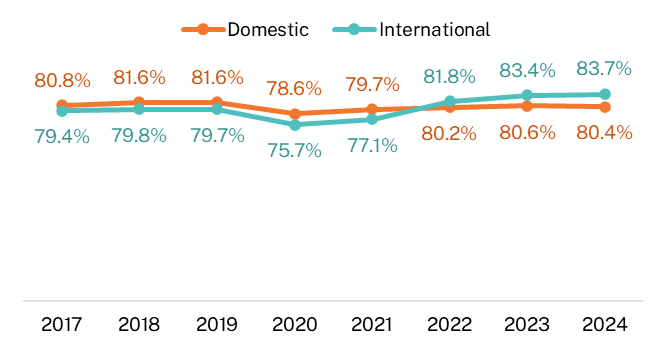 Domestic International
80.8% 81.6% 81.6% 78.6% 79.7% 81.8% 83.4% 83.7%
79.4% 79.8% 79.7% 75.7% 77.1% 80.2% 80.6% 80.4%
2017 2018 2019 2020 2021 2022 2023 2024